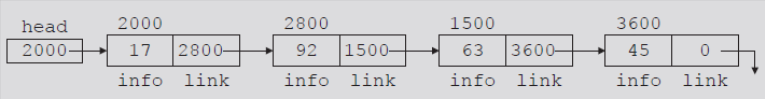 head 2000 2800 1500 3600
2000 17 2800 92 1500 63 3600 45 0
info link info link info link info link